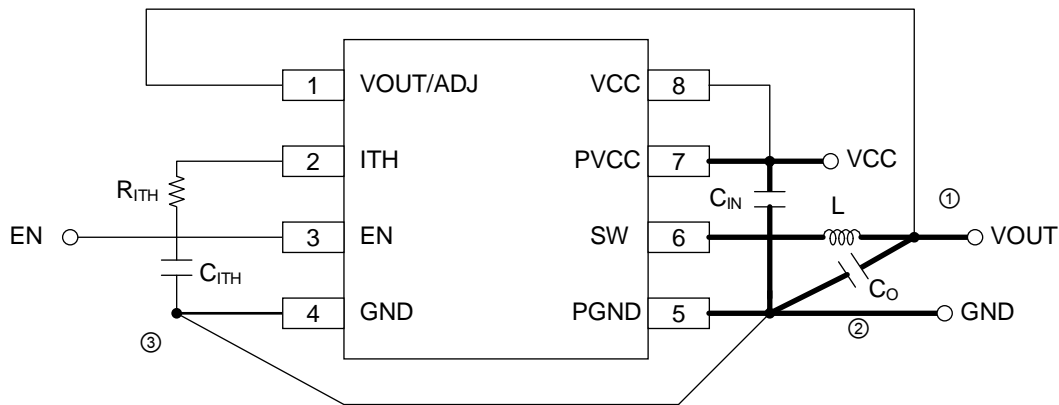 1 VOUT/ADJ VCC 8
2 ITH PVCC 7 VCC
RITH CIN L ①
EN 3 EN SW 6 VOUT
CITH CO
4 GND PGND 5 GND
③ ②